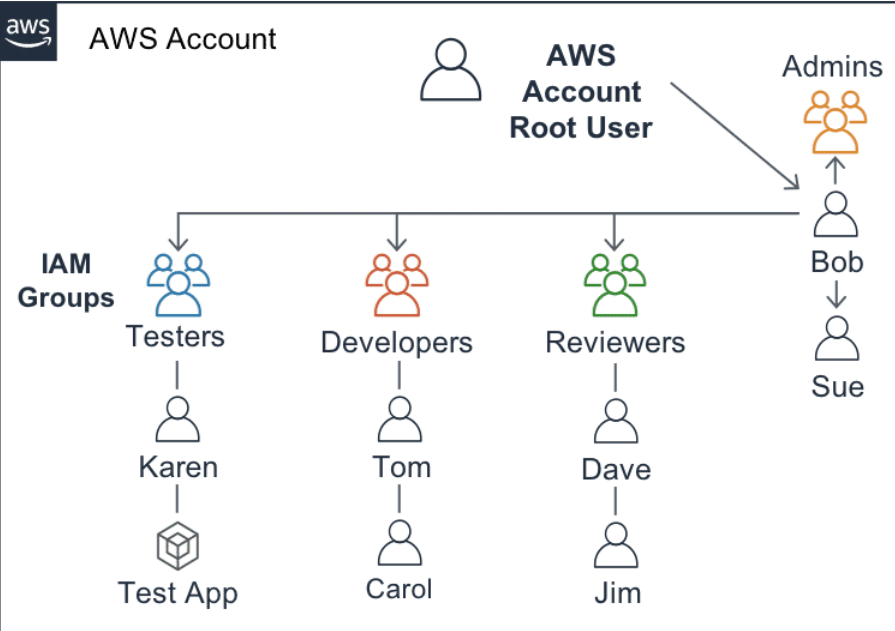 aws
AWS Account
AWS
Account
Root User
Admins
Bob
Sue
IAM
Groups
Testers
Developers
Reviewers
Karen
Tom
Dave
Test App
Carol
Jim